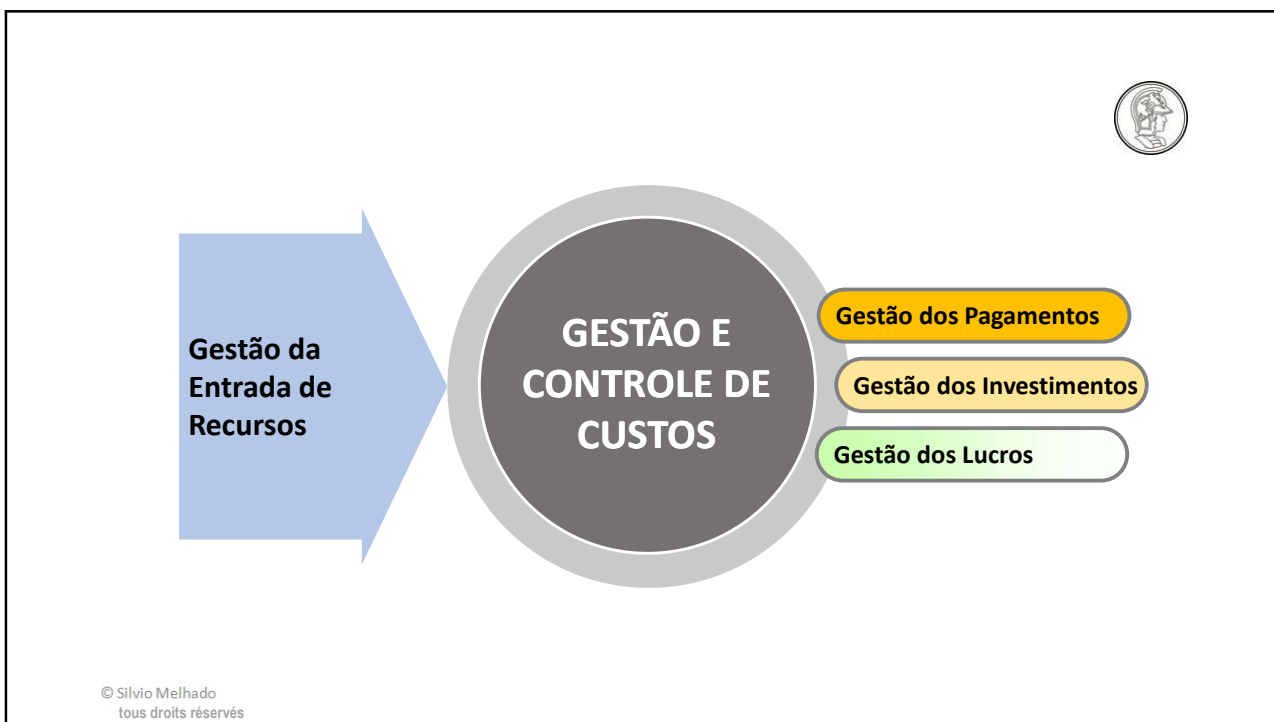 Gestão da
Entrada de
Recursos
GESTÃO E
CONTROLE DE
CUSTOS
Gestão dos Pagamentos
Gestão dos Investimentos
Gestão dos Lucros
© Silvio Melhado
tous droits réservés